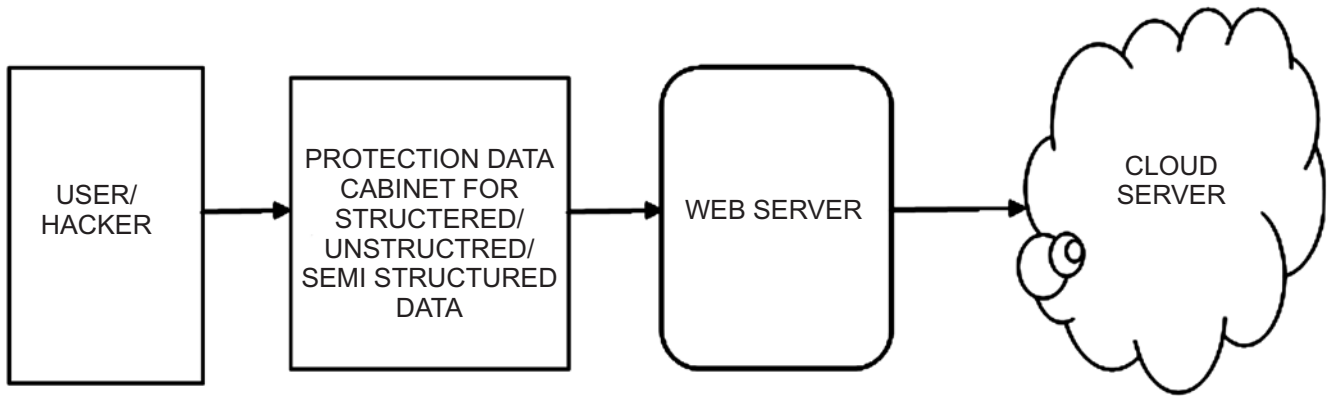 USER/
HACKER
PROTECTION DATA
CABINET FOR
STRUCTERED/
UNSTRUCTRED/
SEMI STRUCTURED
DATA
WEB SERVER
CLOUD
SERVER